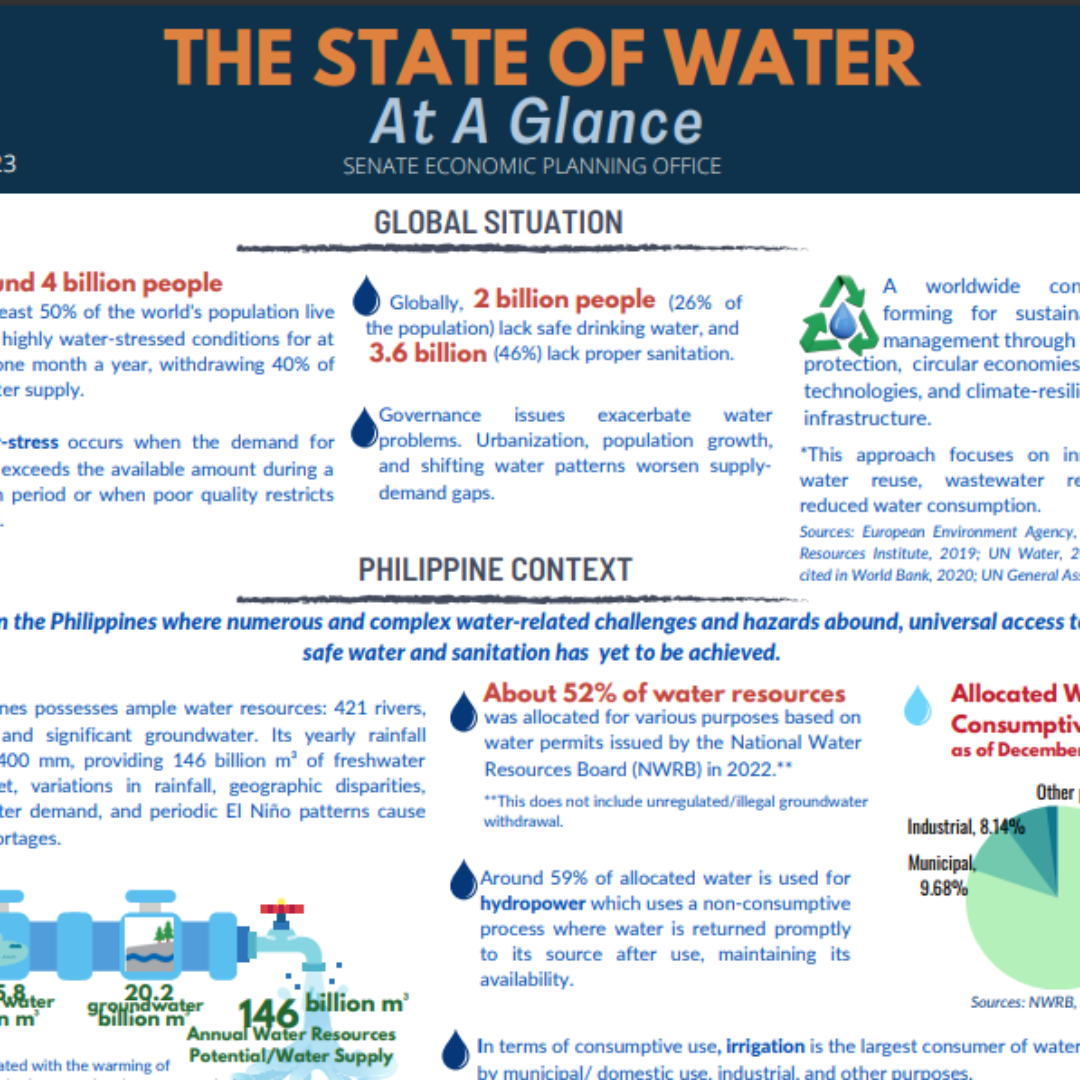 THE STATE OF WATER
At A Glance
SENATE ECONOMIC PLANNING OFFICE
23
GLOBAL SITUATION
und 4 billion people
east 50% of the world's population live
highly water-stressed conditions for at
one month a year, withdrawing 40% of
ter supply.
-stress occurs when the demand for
exceeds the available amount during a
n period or when poor quality restricts
.
Globally, 2 billion people (26% of
the population) lack safe drinking water, and
3.6 billion (46%) lack proper sanitation.
Governance issues exacerbate water
problems. Urbanization, population growth,
and shifting water patterns worsen supply-
demand gaps.
A worldwide con
forming for sustaina
management through
protection, circular economies
technologies, and climate-resili
infrastructure.
*This approach focuses on in
water reuse, wastewater re
reduced water consumption.
Sources: European Environment Agency,
Resources Institute, 2019; UN Water, 2
cited in World Bank, 2020; UN General Ass
PHILIPPINE CONTEXT
n the Philippines where numerous and complex water-related challenges and hazards abound, universal access to
safe water and sanitation has yet to be achieved.
nes possesses ample water resources: 421 rivers,
and significant groundwater. Its yearly rainfall
400 mm, providing 146 billion m³ of freshwater
et, variations in rainfall, geographic disparities,
ter demand, and periodic El Niño patterns cause
ortages.
5.8
water
n m³
20.2
groundwater
billion m³
146 billion m³
Annual Water Resources
Potential/Water Supply
ated with the warming of
About 52% of water resources
was allocated for various purposes based on
water permits issued by the National Water
Resources Board (NWRB) in 2022.**
**This does not include unregulated/illegal groundwater
withdrawal.
Around 59% of allocated water is used for
hydropower which uses a non-consumptive
process where water is returned promptly
to its source after use, maintaining its
availability.
In terms of consumptive use, irrigation is the largest consumer of water
by municipal/ domestic use, industrial, and other purposes.
Allocated W
Consumptiv
as of December
Other
Industrial, 8.14%
Municipal,
9.68%
Sources: NWRB,